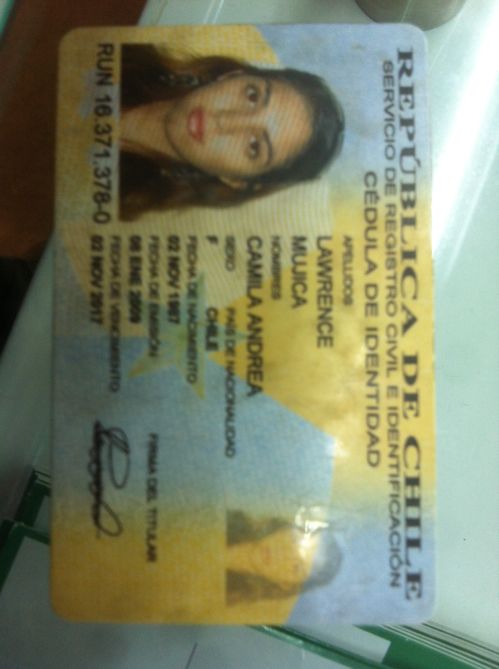 REPÚBLICA DE CHILE
SERVICIO DE REGISTRO CIVIL E IDENTIFICACIÓN
CÉDULA DE IDENTIDAD
APELLIDOS
LAWRENCE
MUJICA
NOMBRES
CAMILA ANDREA
SEXO PAÍS DE NACIONALIDAD
F CHILE
FECHA DE NACIMIENTO
02 NOV 1987
FECHA DE EMISIÓN
06 ENE 2009
FECHA DE VENCIMIENTO
02 NOV 2017
FIRMA DEL TITULAR
RUN 16.371.378-0